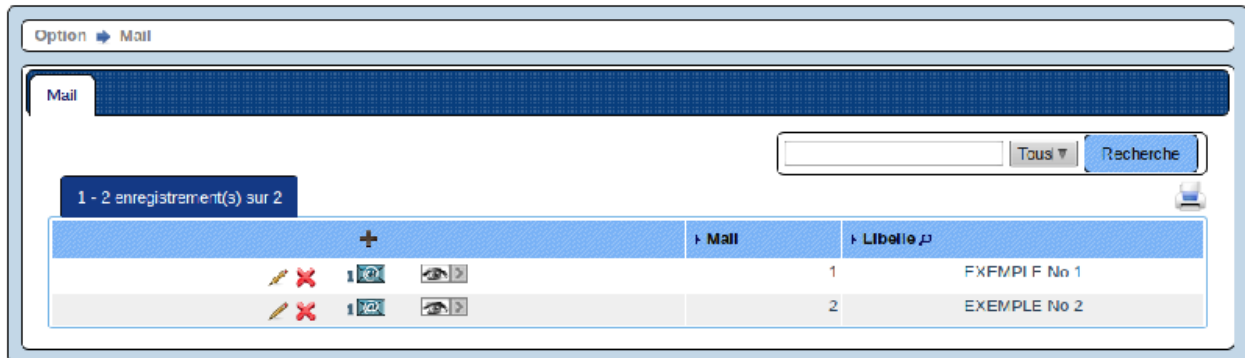 Option Mail
Mail
Tous Recherche
1 - 2 enregistrement(s) sur 2
Mail Libelle
1 1 EXEMPLE No 1
1 2 EXEMPLE No 2